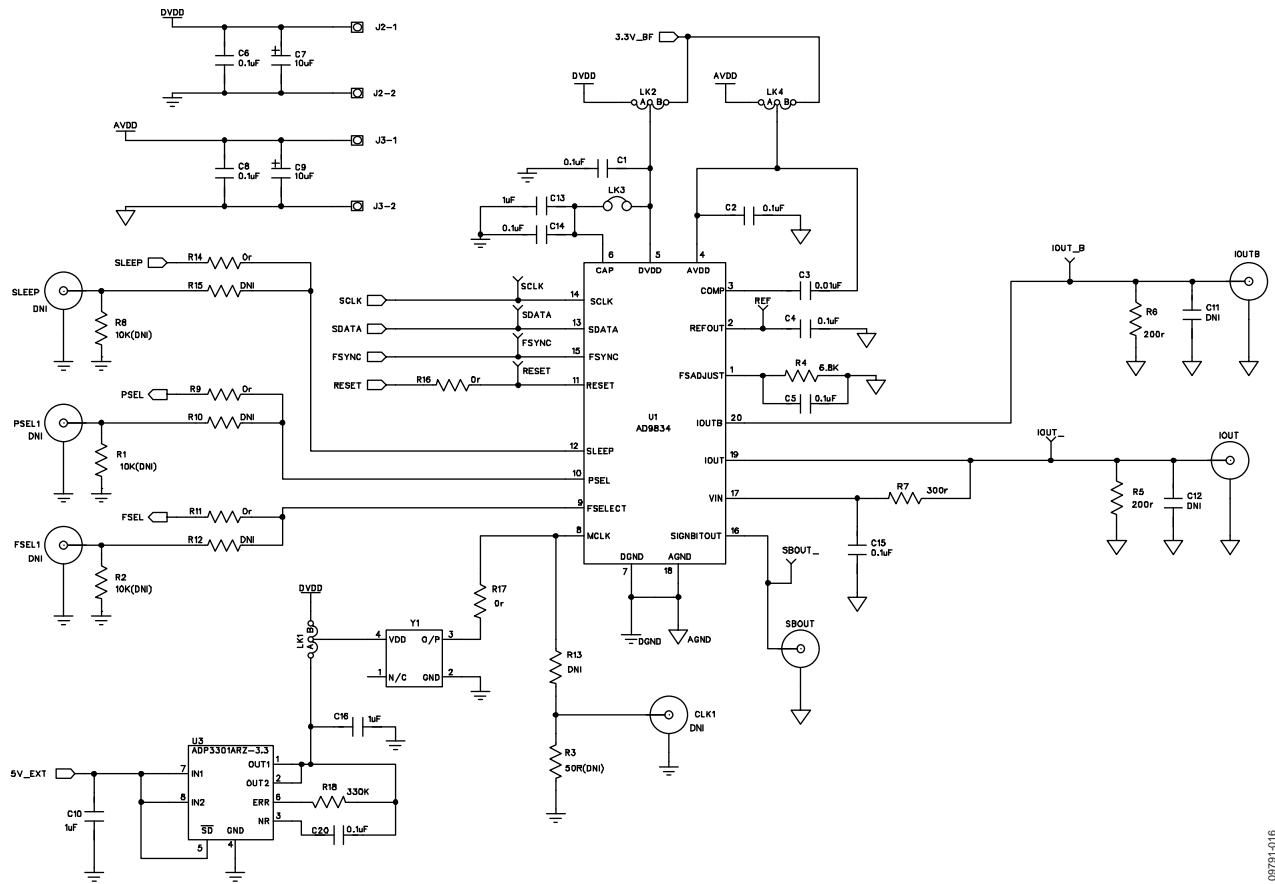 DVDD
J2-1
C6
0.1uF
+
C7
10uF
J2-2
AVDD
J3-1
C8
0.1uF
+
C9
10uF
J3-2
3.3V_BF
DVDD
LK2
A B
AVDD
LK4
A B
0.1uF C1
1uF C13
LK3
0.1uF C14
C2 0.1uF
6 5 4
CAP DVDD AVDD
COMP 3
C3
0.01uF
REF
REFOUT 2
C4 0.1uF
FSADJUST 1
R4 6.8K
C5 0.1uF
U1
AD9834
IOUTB 20
IOUT 19
VIN 17
SIGNBITOUT 16
DGND AGND
7 18
DGND
AGND
SLEEP
R14 0r
SLEEP
DNI
R15 DNI
R8
10K(DNI)
SCLK
SCLK
14 SCLK
SDATA
SDATA
13 SDATA
FSYNC
FSYNC
15 FSYNC
RESET
RESET
R16 0r
11 RESET
PSEL
R9 0r
PSEL1
DNI
R10 DNI
R1
10K(DNI)
12 SLEEP
10 PSEL
9 FSELECT
8 MCLK
FSEL
R11 0r
FSEL1
DNI
R12 DNI
R2
10K(DNI)
IOUT_B
IOUTB
R6
200r
C11
DNI
IOUT_
IOUT
R7 300r
R5
200r
C12
DNI
C15
0.1uF
SBOUT_
SBOUT
DVDD
LK1
A B
Y1
4 VDD O/P 3
1 N/C GND 2
R17
0r
R13
DNI
CLK1
DNI
R3
50R(DNI)
C16 1uF
U3
ADP3301ARZ-3.3
5V_EXT
7 IN1
8 IN2
OUT1 1
OUT2 2
ERR 6
NR 3
SD GND
5 4
R18 330K
C20 0.1uF
C10
1uF
09791-016